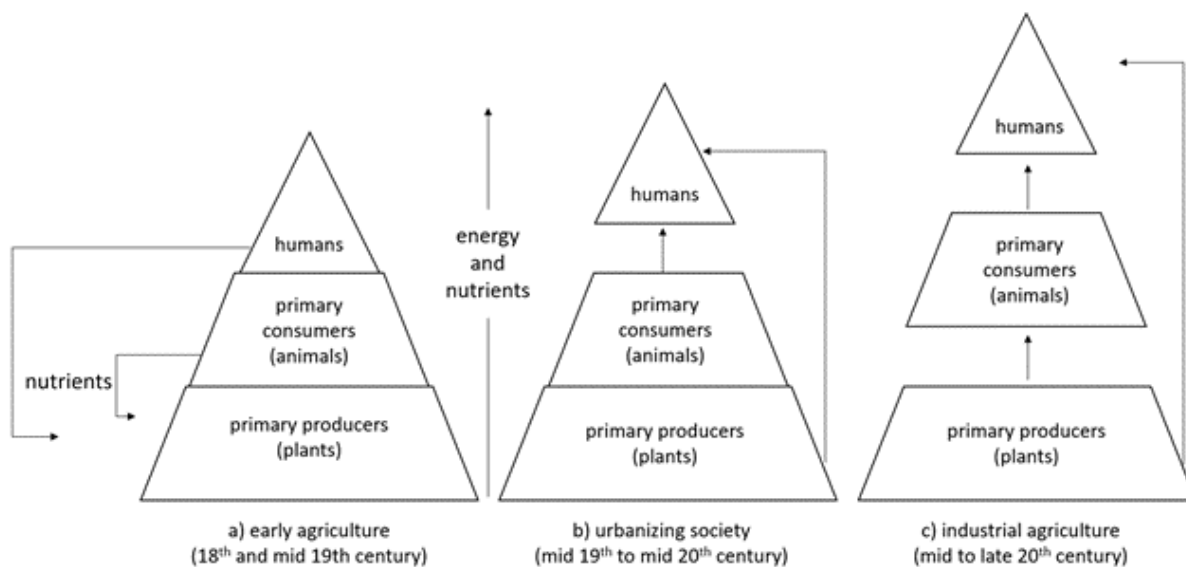 humans
primary
consumers
(animals)
primary producers
(plants)
nutrients
a) early agriculture
(18th and mid 19th century)
energy
and
nutrients
humans
primary
consumers
(animals)
primary producers
(plants)
b) urbanizing society
(mid 19th to mid 20th century)
humans
primary
consumers
(animals)
primary producers
(plants)
c) industrial agriculture
(mid to late 20th century)